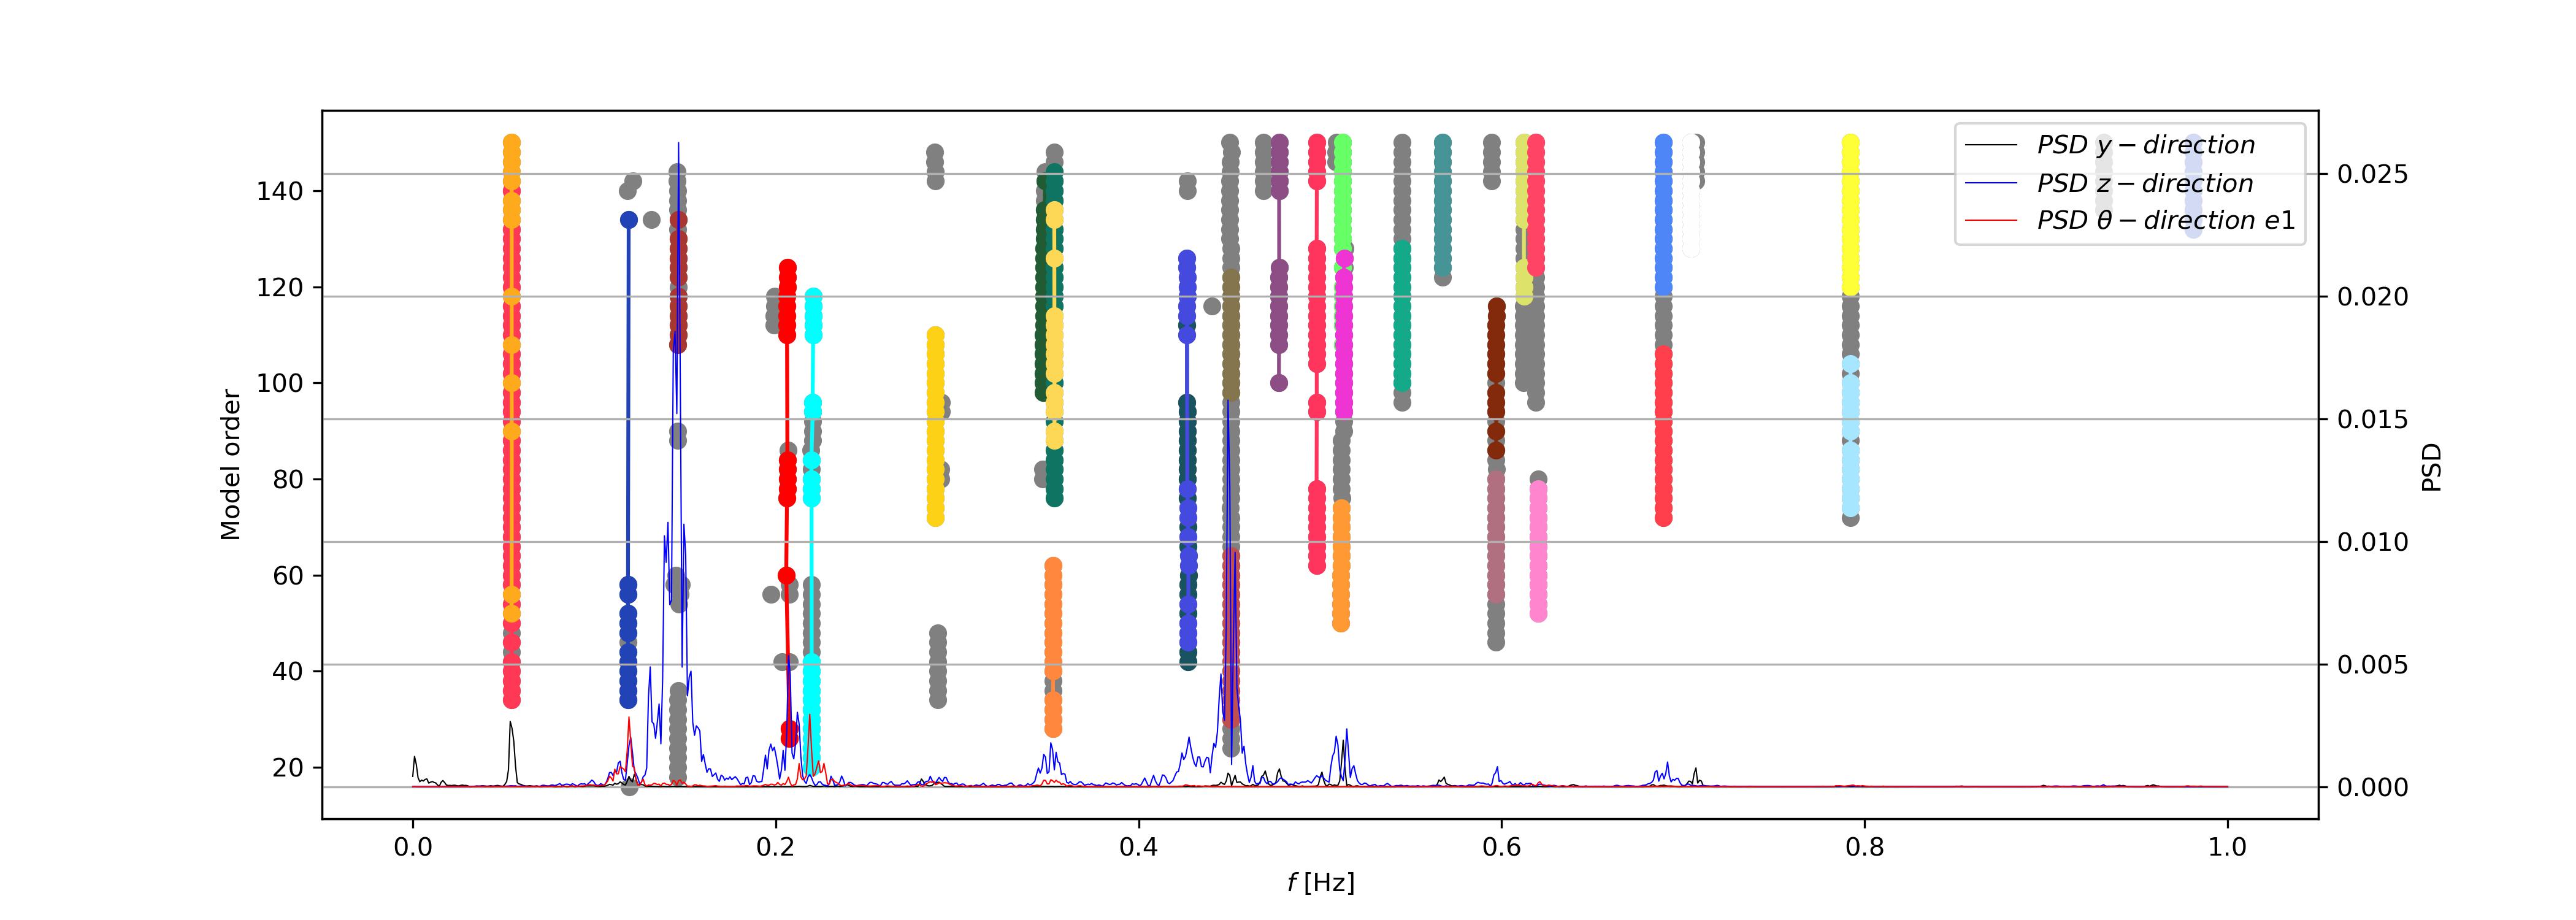 PSD y − direction
PSD z − direction
PSD θ − direction e1
140
120
100
80
60
40
20
Model order
0.025
0.020
0.015
0.010
0.005
0.000
PSD
0.0 0.2 0.4 0.6 0.8 1.0
f [Hz]